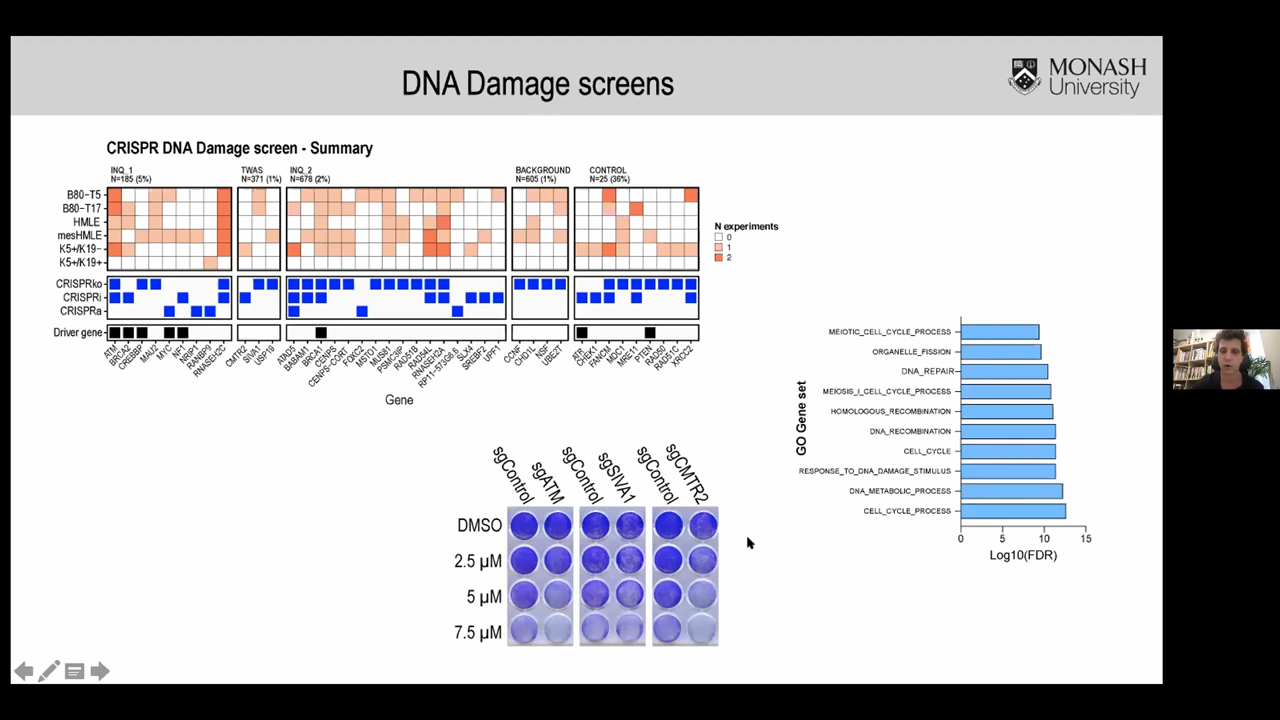 DNA Damage screens
MONASH
University
CRISPR DNA Damage screen - Summary
INQ_1
N=185 (5%)
TWAS
N=371 (1%)
INQ_2
N=678 (2%)
BACKGROUND
N=605 (1%)
CONTROL
N=25 (36%)
B80−T5
B80−T17
HMLE
mesHMLE
K5+/K19−
K5+/K19+
N experiments
0
1
2
CRISPRko
CRISPRi
CRISPRa
Driver gene
ATM
BRCA2
CREBBP
MAU2
MYC
NF1
NRIP1
RANBP9
RNASEH2C
CMTR2
SIVA1
USP19
ATAD5
BABAM1
BRCA1
CENPS
CENPS−CORT
FOXC2
MSTO1
MUS81
PSMC3IP
RAD51B
RAD54L
RNASEH2A
RP11−573G6.6
SLX4
SREBF2
UPF1
CCNF
CHD1L
NSF
UBE2T
ATR
CHEK1
FANCM
MDC1
MRE11
PTEN
RAD50
RAD51C
XRCC2
Gene
GO Gene set
MEIOTIC_CELL_CYCLE_PROCESS
ORGANELLE_FISSION
DNA_REPAIR
MEIOSIS_I_CELL_CYCLE_PROCESS
HOMOLOGOUS_RECOMBINATION
DNA_RECOMBINATION
CELL_CYCLE
RESPONSE_TO_DNA_DAMAGE_STIMULUS
DNA_METABOLIC_PROCESS
CELL_CYCLE_PROCESS
0 5 10 15
Log10(FDR)
sgControl
sgATM
sgControl
sgSIVA1
sgControl
sgCMTR2
DMSO
2.5 µM
5 µM
7.5 µM